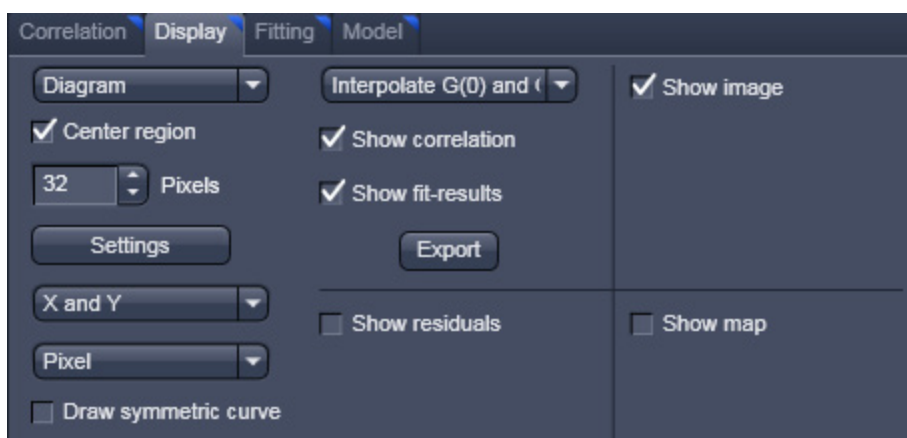 Correlation Display Fitting Model
Diagram
Interpolate G(0) and (
Show image
Center region
Show correlation
32 Pixels
Show fit-results
Settings
Export
X and Y
Show residuals
Show map
Pixel
Draw symmetric curve